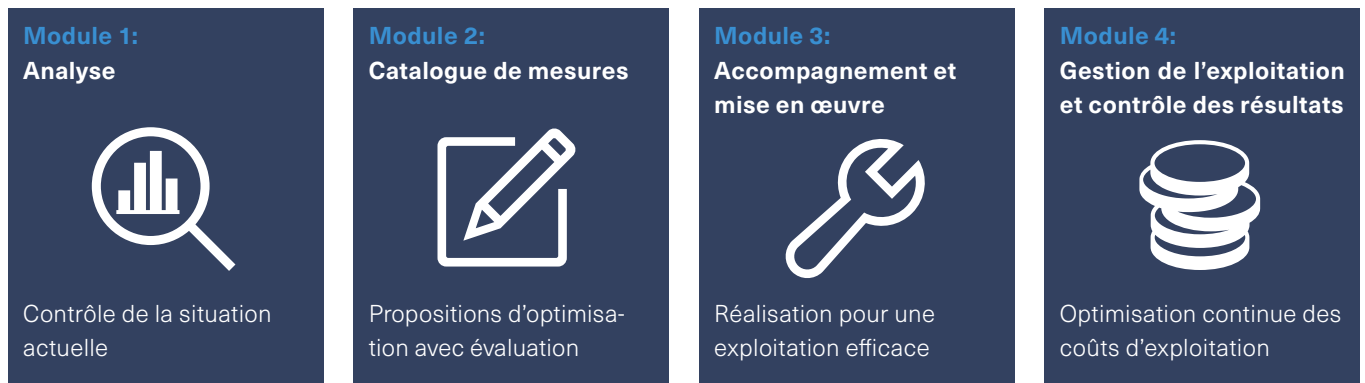 Module 1:
Analyse
Contrôle de la situation
actuelle
Module 2:
Catalogue de mesures
Propositions d’optimisa-
tion avec évaluation
Module 3:
Accompagnement et
mise en œuvre
Réalisation pour une
exploitation efficace
Module 4:
Gestion de l’exploitation
et contrôle des résultats
Optimisation continue des
coûts d’exploitation